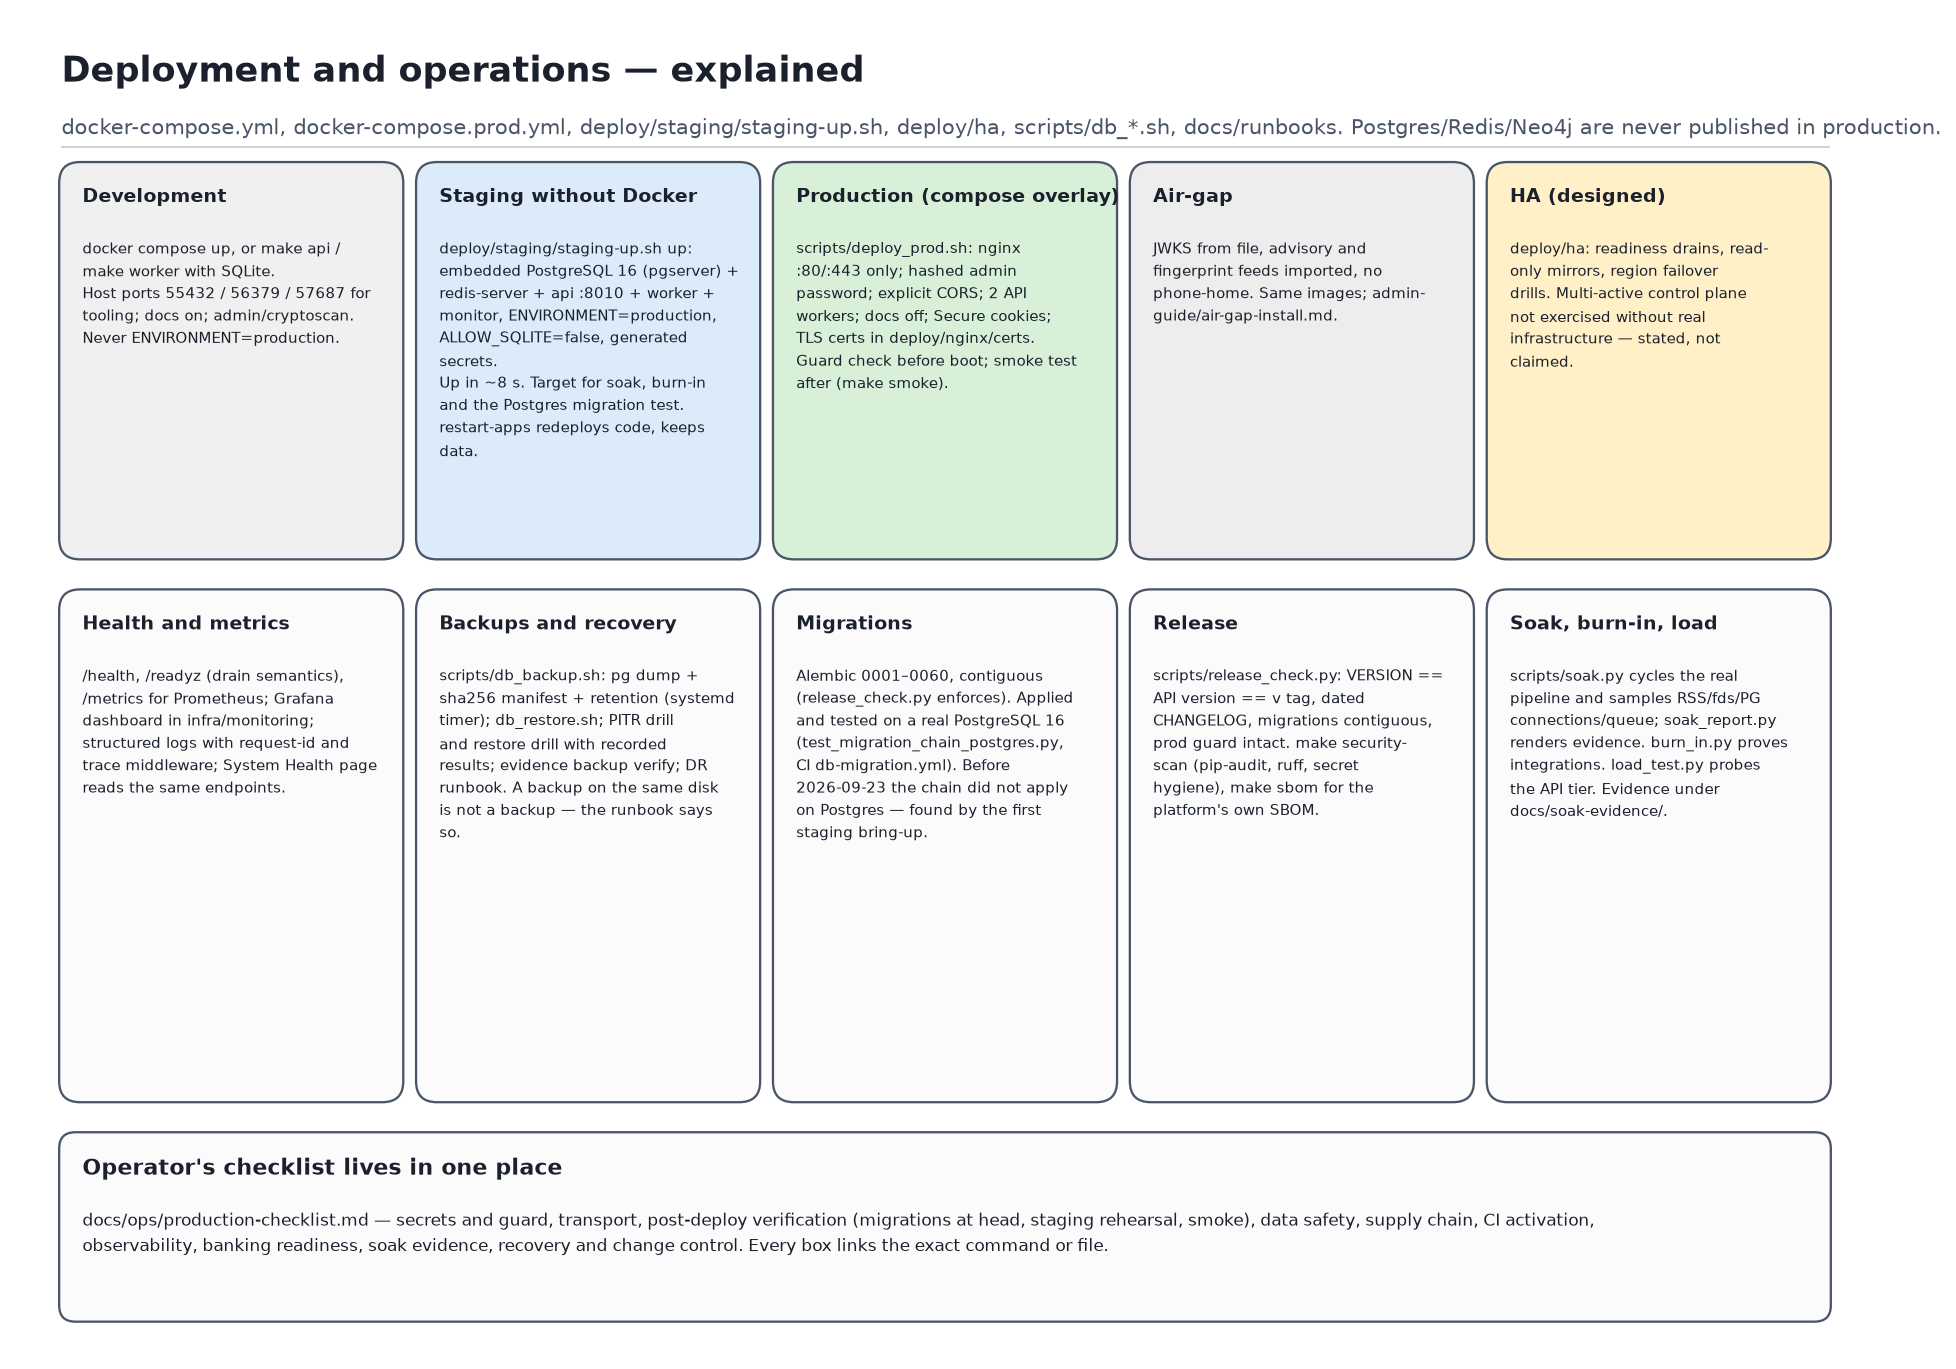 Deployment and operations — explained
docker-compose.yml, docker-compose.prod.yml, deploy/staging/staging-up.sh, deploy/ha, scripts/db_*.sh, docs/runbooks. Postgres/Redis/Neo4j are never published in production.
Development
docker compose up, or make api /
make worker with SQLite.
Host ports 55432 / 56379 / 57687 for
tooling; docs on; admin/cryptoscan.
Never ENVIRONMENT=production.
Staging without Docker
deploy/staging/staging-up.sh up:
embedded PostgreSQL 16 (pgserver) +
redis-server + api :8010 + worker +
monitor, ENVIRONMENT=production,
ALLOW_SQLITE=false, generated
secrets.
Up in ~8 s. Target for soak, burn-in
and the Postgres migration test.
restart-apps redeploys code, keeps
data.
Production (compose overlay)
scripts/deploy_prod.sh: nginx
:80/:443 only; hashed admin
password; explicit CORS; 2 API
workers; docs off; Secure cookies;
TLS certs in deploy/nginx/certs.
Guard check before boot; smoke test
after (make smoke).
Air-gap
JWKS from file, advisory and
fingerprint feeds imported, no
phone-home. Same images; admin-
guide/air-gap-install.md.
HA (designed)
deploy/ha: readiness drains, read-
only mirrors, region failover
drills. Multi-active control plane
not exercised without real
infrastructure — stated, not
claimed.
Health and metrics
/health, /readyz (drain semantics),
/metrics for Prometheus; Grafana
dashboard in infra/monitoring;
structured logs with request-id and
trace middleware; System Health page
reads the same endpoints.
Backups and recovery
scripts/db_backup.sh: pg dump +
sha256 manifest + retention (systemd
timer); db_restore.sh; PITR drill
and restore drill with recorded
results; evidence backup verify; DR
runbook. A backup on the same disk
is not a backup — the runbook says
so.
Migrations
Alembic 0001–0060, contiguous
(release_check.py enforces). Applied
and tested on a real PostgreSQL 16
(test_migration_chain_postgres.py,
CI db-migration.yml). Before
2026-09-23 the chain did not apply
on Postgres — found by the first
staging bring-up.
Release
scripts/release_check.py: VERSION ==
API version == v tag, dated
CHANGELOG, migrations contiguous,
prod guard intact. make security-
scan (pip-audit, ruff, secret
hygiene), make sbom for the
platform's own SBOM.
Soak, burn-in, load
scripts/soak.py cycles the real
pipeline and samples RSS/fds/PG
connections/queue; soak_report.py
renders evidence. burn_in.py proves
integrations. load_test.py probes
the API tier. Evidence under
docs/soak-evidence/.
Operator's checklist lives in one place
docs/ops/production-checklist.md — secrets and guard, transport, post-deploy verification (migrations at head, staging rehearsal, smoke), data safety, supply chain, CI activation,
observability, banking readiness, soak evidence, recovery and change control. Every box links the exact command or file.